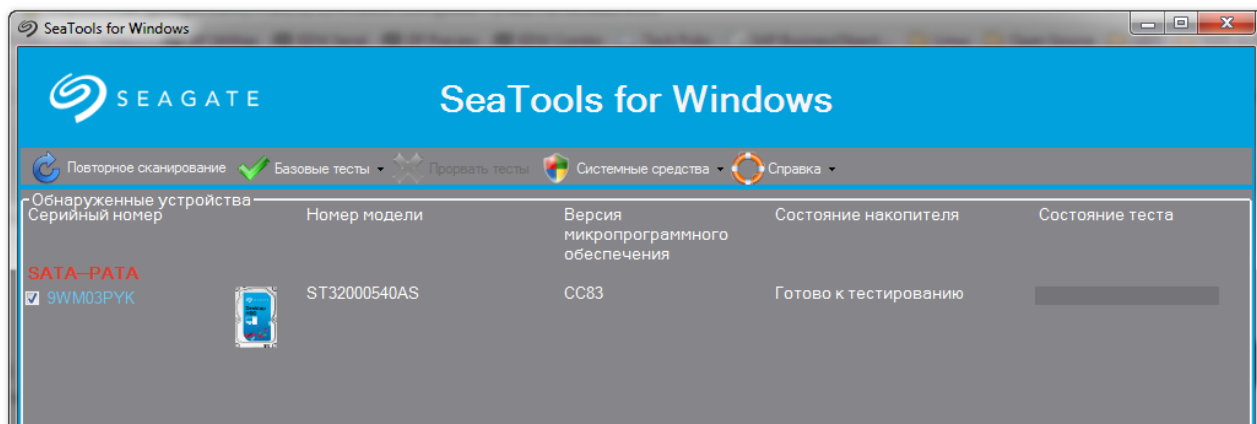 SeaTools for Windows
SEAGATE
SeaTools for Windows
Повторное сканирование Базовые тесты Прорвать тесты Системные средства Справка
Обнаруженные устройства
Серийный номер Номер модели Версия микропрограммного обеспечения Состояние накопителя Состояние теста
SATA–PATA
9WM03PYK ST32000540AS CC83 Готово к тестированию